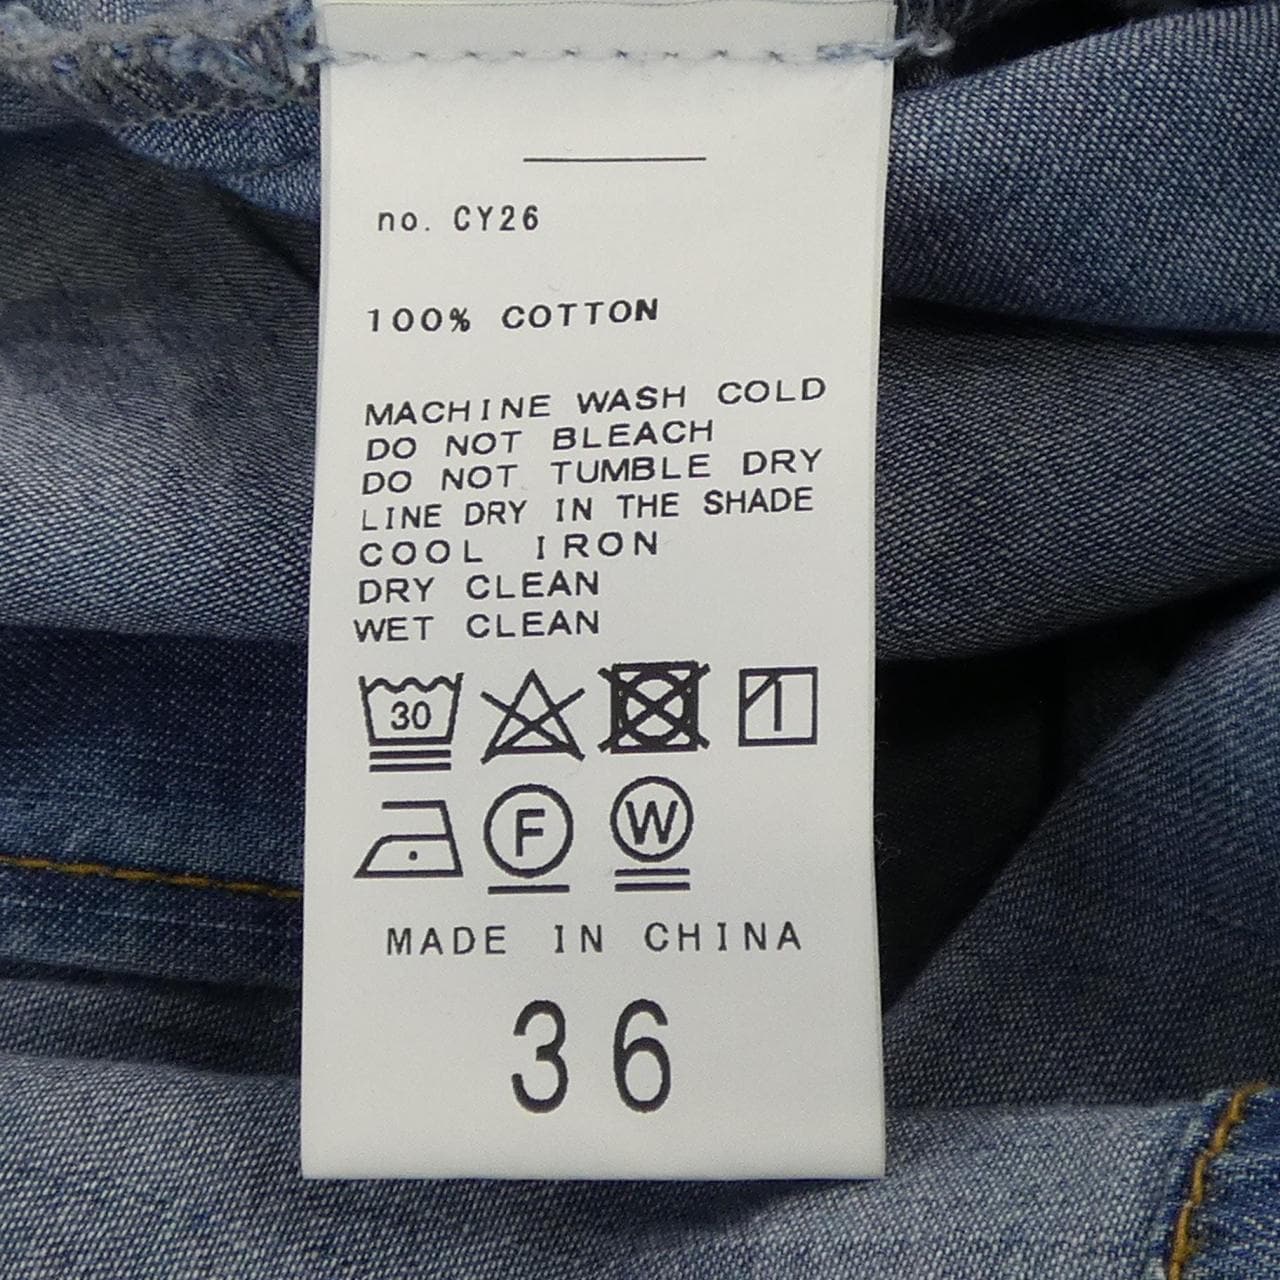 no. CY26
100% COTTON
MACHINE WASH COLD
DO NOT BLEACH
DO NOT TUMBLE DRY
LINE DRY IN THE SHADE
COOL IRON
DRY CLEAN
WET CLEAN
30
F W
MADE IN CHINA
36